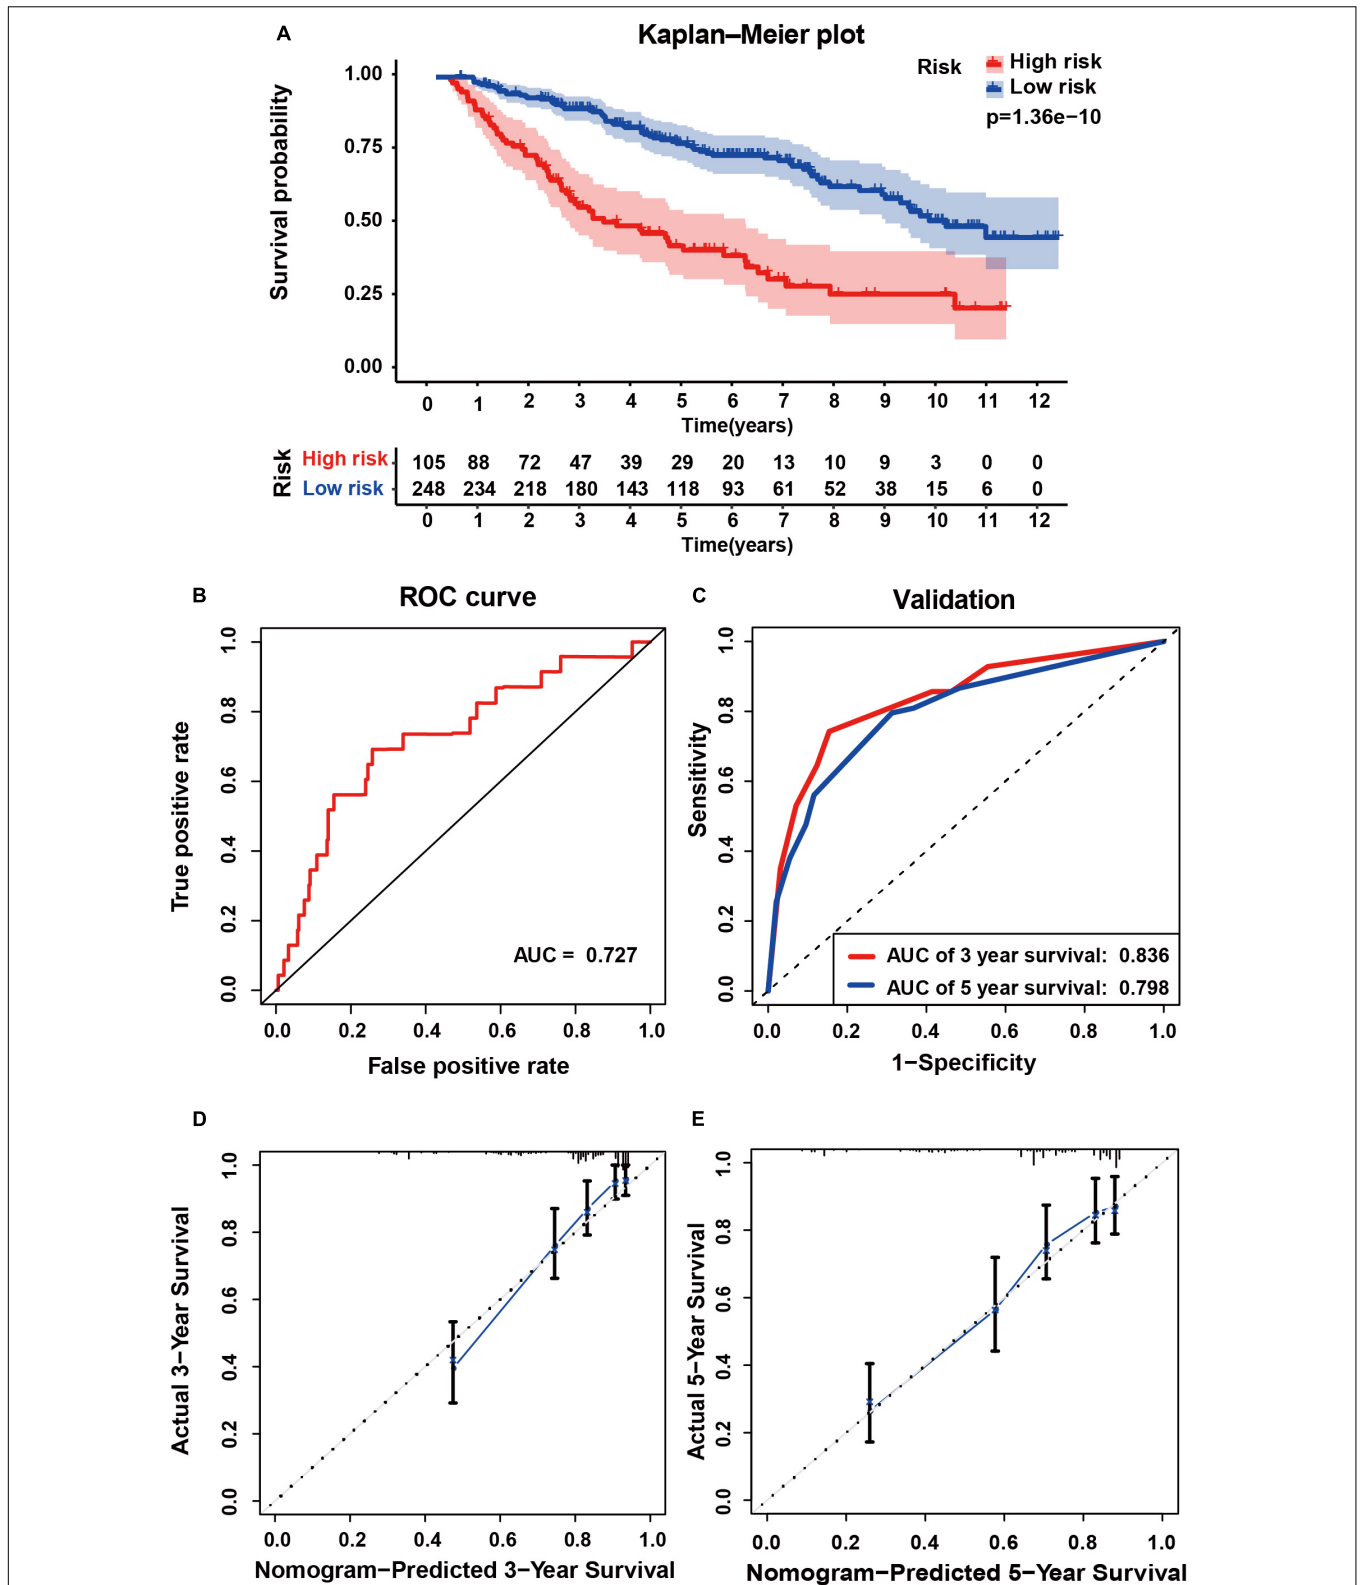 A
Kaplan–Meier plot
Risk
High risk
Low risk
p=1.36e−10
Survival probability
1.00
0.75
0.50
0.25
0.00
0 1 2 3 4 5 6 7 8 9 10 11 12
Time(years)
Risk
High risk 105 88 72 47 39 29 20 13 10 9 3 0 0
Low risk 248 234 218 180 143 118 93 61 52 38 15 6 0
0 1 2 3 4 5 6 7 8 9 10 11 12
Time(years)
B
ROC curve
True positive rate
1.0
0.8
0.6
0.4
0.2
0.0
AUC = 0.727
0.0 0.2 0.4 0.6 0.8 1.0
False positive rate
C
Validation
Sensitivity
1.0
0.8
0.6
0.4
0.2
0.0
AUC of 3 year survival: 0.836
AUC of 5 year survival: 0.798
0.0 0.2 0.4 0.6 0.8 1.0
1−Specificity
D
Actual 3−Year Survival
1.0
0.8
0.6
0.4
0.2
0.0
0.0 0.2 0.4 0.6 0.8 1.0
Nomogram−Predicted 3−Year Survival
E
Actual 5−Year Survival
1.0
0.8
0.6
0.4
0.2
0.0
0.0 0.2 0.4 0.6 0.8 1.0
Nomogram−Predicted 5−Year Survival